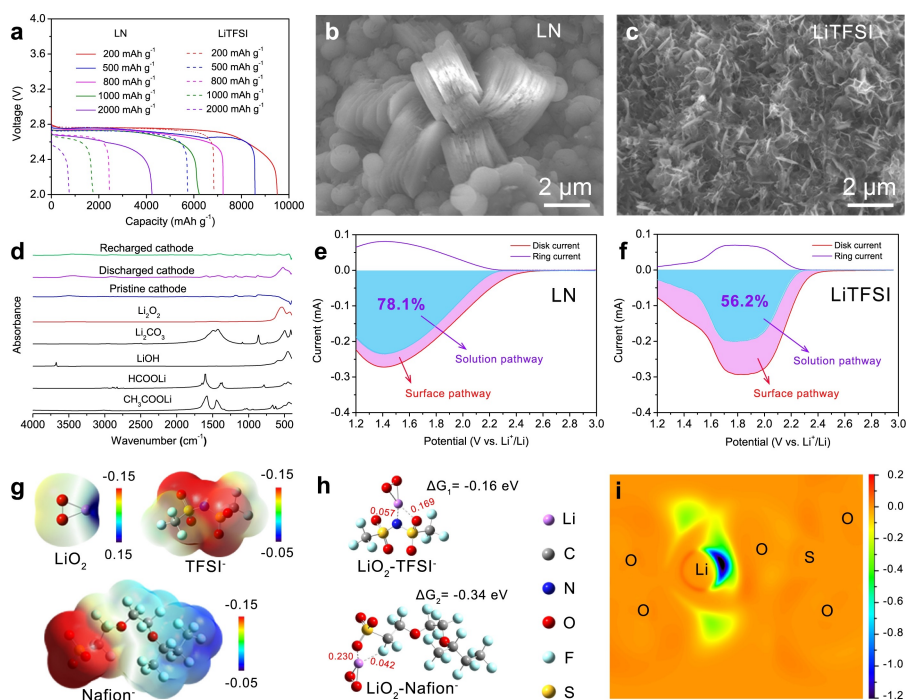 a
LN LiTFSI
200 mAh g⁻¹ 200 mAh g⁻¹
500 mAh g⁻¹ 500 mAh g⁻¹
800 mAh g⁻¹ 800 mAh g⁻¹
1000 mAh g⁻¹ 1000 mAh g⁻¹
2000 mAh g⁻¹ 2000 mAh g⁻¹
4.0
3.6
3.2
2.8
2.4
2.0
Voltage (V)
0 2000 4000 6000 8000 10000
Capacity (mAh g⁻¹)
b
LN
2 μm
c
LiTFSI
2 μm
d
Recharged cathode
Discharged cathode
Pristine cathode
Li₂O₂
Li₂CO₃
LiOH
HCOOLi
CH₃COOLi
Absorbance
4000 3500 3000 2500 2000 1500 1000 500
Wavenumber (cm⁻¹)
e
Disk current
Ring current
LN
78.1%
Solution pathway
Surface pathway
0.1
0.0
-0.1
-0.2
-0.3
-0.4
Current (mA)
1.2 1.4 1.6 1.8 2.0 2.2 2.4 2.6 2.8 3.0
Potential (V vs. Li⁺/Li)
f
Disk current
Ring current
LiTFSI
56.2%
Solution pathway
Surface pathway
0.1
0.0
-0.1
-0.2
-0.3
-0.4
Current (mA)
1.2 1.4 1.6 1.8 2.0 2.2 2.4 2.6 2.8 3.0
Potential (V vs. Li⁺/Li)
g
-0.15
0.15
LiO₂
-0.15
-0.05
TFSI⁻
-0.15
-0.05
Nafion⁻
h
ΔG₁= -0.16 eV
0.057
0.169
LiO₂-TFSI⁻
ΔG₂= -0.34 eV
0.230
0.042
LiO₂-Nafion⁻
Li
C
N
O
F
S
i
O
O
Li
O
S
O
O
0.2
0.0
-0.2
-0.4
-0.6
-0.8
-1.0
-1.2